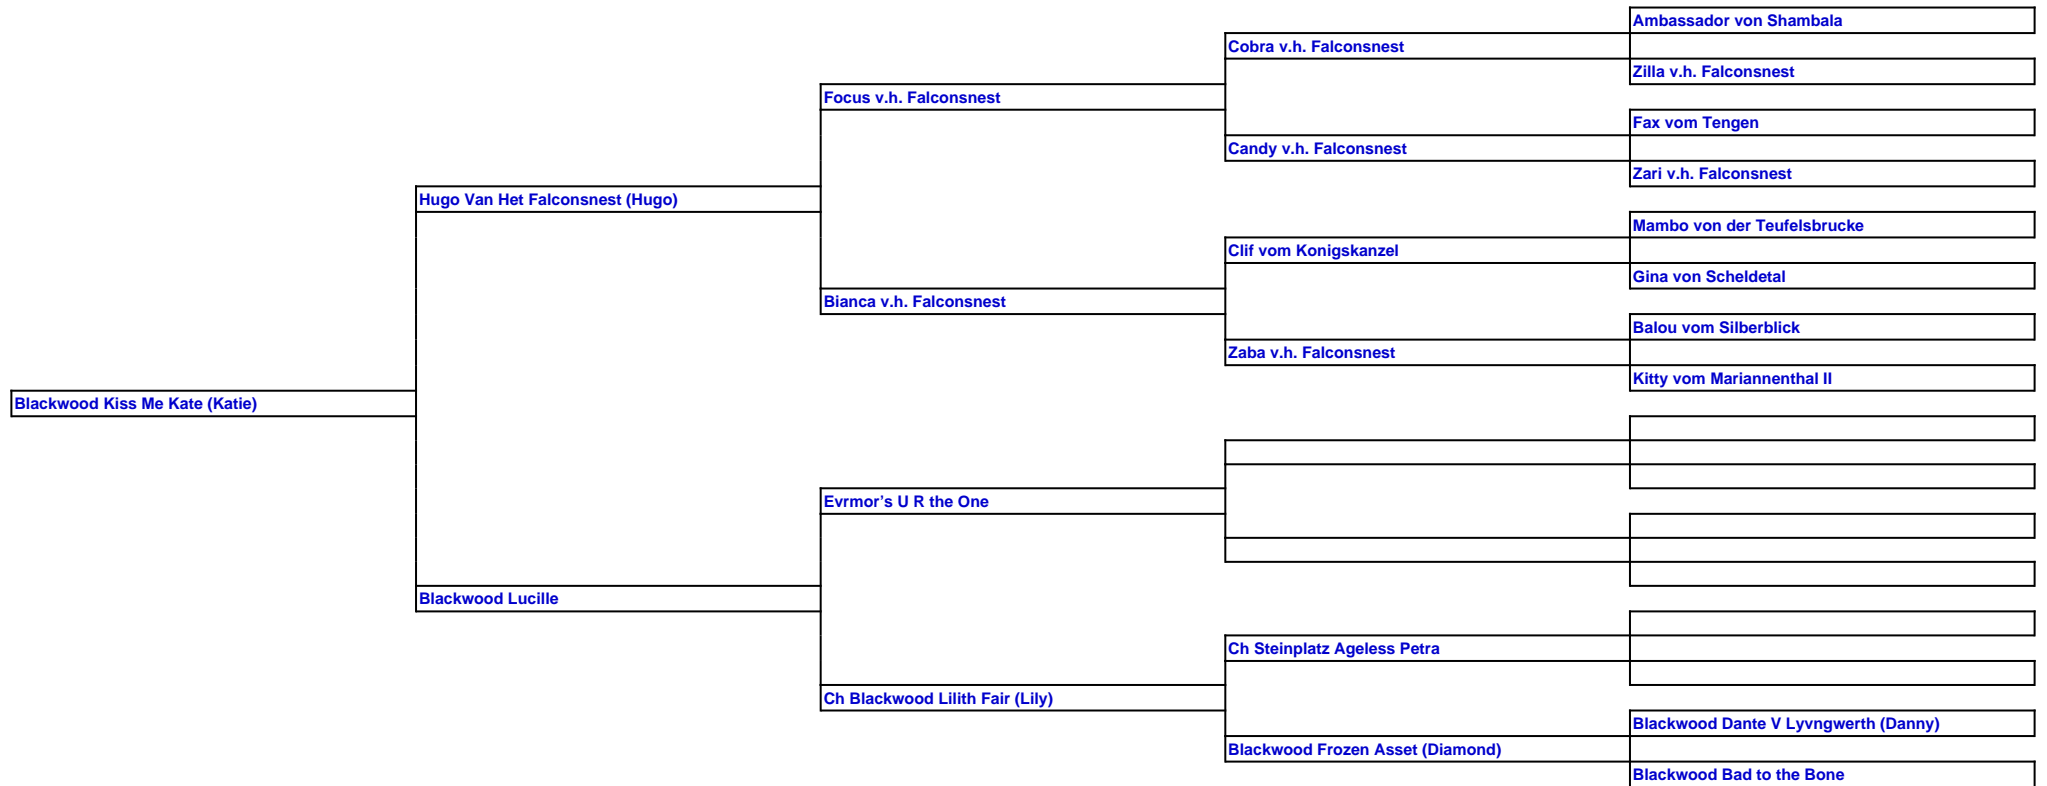 Ambassador von Shambala
Cobra v.h. Falconsnest
Zilla v.h. Falconsnest
Focus v.h. Falconsnest
Fax vom Tengen
Candy v.h. Falconsnest
Zari v.h. Falconsnest
Hugo Van Het Falconsnest (Hugo)
Mambo von der Teufelsbrucke
Clif vom Konigskanzel
Gina von Scheldetal
Bianca v.h. Falconsnest
Balou vom Silberblick
Zaba v.h. Falconsnest
Kitty vom Mariannenthal II
Blackwood Kiss Me Kate (Katie)
Evrmor’s U R the One
Blackwood Lucille
Ch Steinplatz Ageless Petra
Ch Blackwood Lilith Fair (Lily)
Blackwood Dante V Lyvngwerth (Danny)
Blackwood Frozen Asset (Diamond)
Blackwood Bad to the Bone